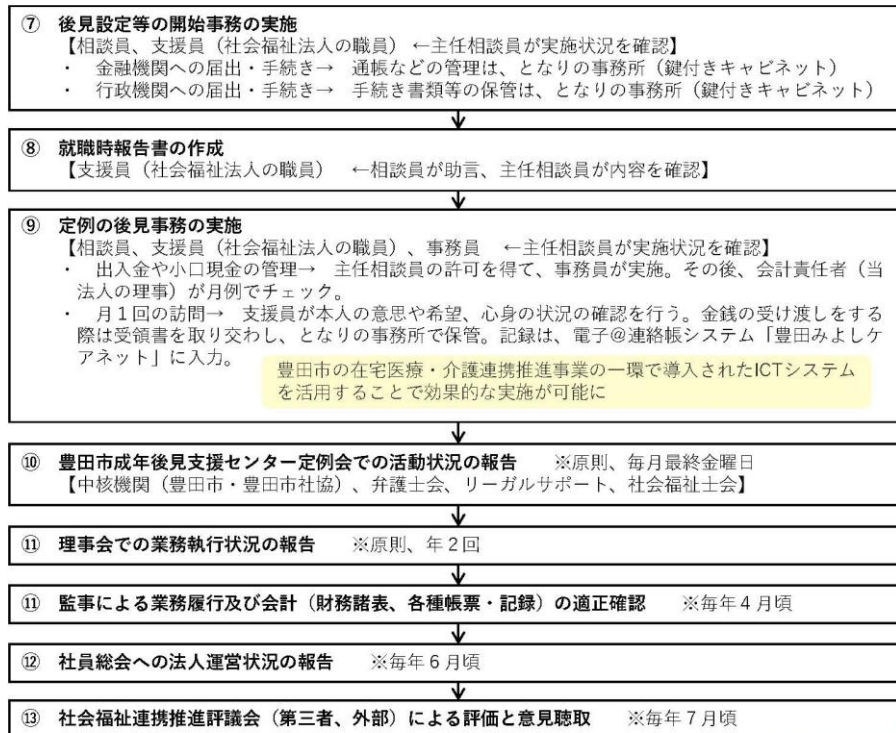 ⑦ 後見設定等の開始事務の実施
【相談員、支援員（社会福祉法人の職員）←主任相談員が実施状況を確認】
・ 金融機関への届出・手続き→ 通帳などの管理は、となりの事務所（鍵付きキャビネット）
・ 行政機関への届出・手続き→ 手続き書類等の保管は、となりの事務所（鍵付きキャビネット）
⑧ 就職時報告書の作成
【支援員（社会福祉法人の職員） ←相談員が助言、主任相談員が内容を確認】
⑨ 定例の後見事務の実施
【相談員、支援員（社会福祉法人の職員）、事務員 ←主任相談員が実施状況を確認】
・ 出入金や小口現金の管理→ 主任相談員の許可を得て、事務員が実施。その後、会計責任者（当
法人の理事）が月例でチェック。
・ 月１回の訪問→ 支援員が本人の意思や希望、心身の状況の確認を行う。金銭の受け渡しをする
際は受領書を取り交わし、となりの事務所で保管。記録は、電子@連絡帳システム「豊田みよしケ
アネット」に入力。
豊田市の在宅医療・介護連携推進事業の一環で導入されたICTシステム
を活用することで効果的な実施が可能に
⑩ 豊田市成年後見支援センター定例会での活動状況の報告 ※原則、毎月最終金曜日
【中核機関（豊田市・豊田市社協）、弁護士会、リーガルサポート、社会福祉士会】
⑪ 理事会での業務執行状況の報告 ※原則、年２回
⑪ 監事による業務履行及び会計（財務諸表、各種帳票・記録）の適正確認 ※毎年４月頃
⑫ 社員総会への法人運営状況の報告 ※毎年６月頃
⑬ 社会福祉連携推進評議会（第三者、外部）による評価と意見聴取 ※毎年７月頃